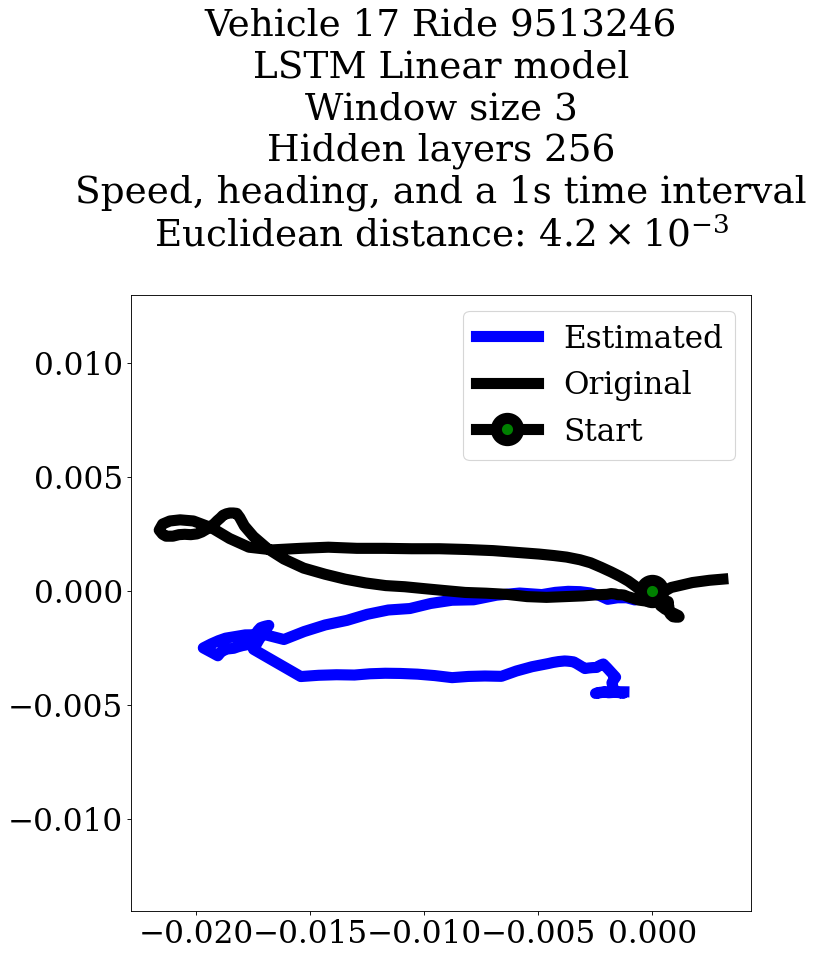 Vehicle 17 Ride 9513246
LSTM Linear model
Window size 3
Hidden layers 256
Speed, heading, and a 1s time interval
Euclidean distance: 4.2 × 10⁻³
Estimated
Original
Start
0.010
0.005
0.000
−0.005
−0.010
−0.020 −0.015 −0.010 −0.005 0.000